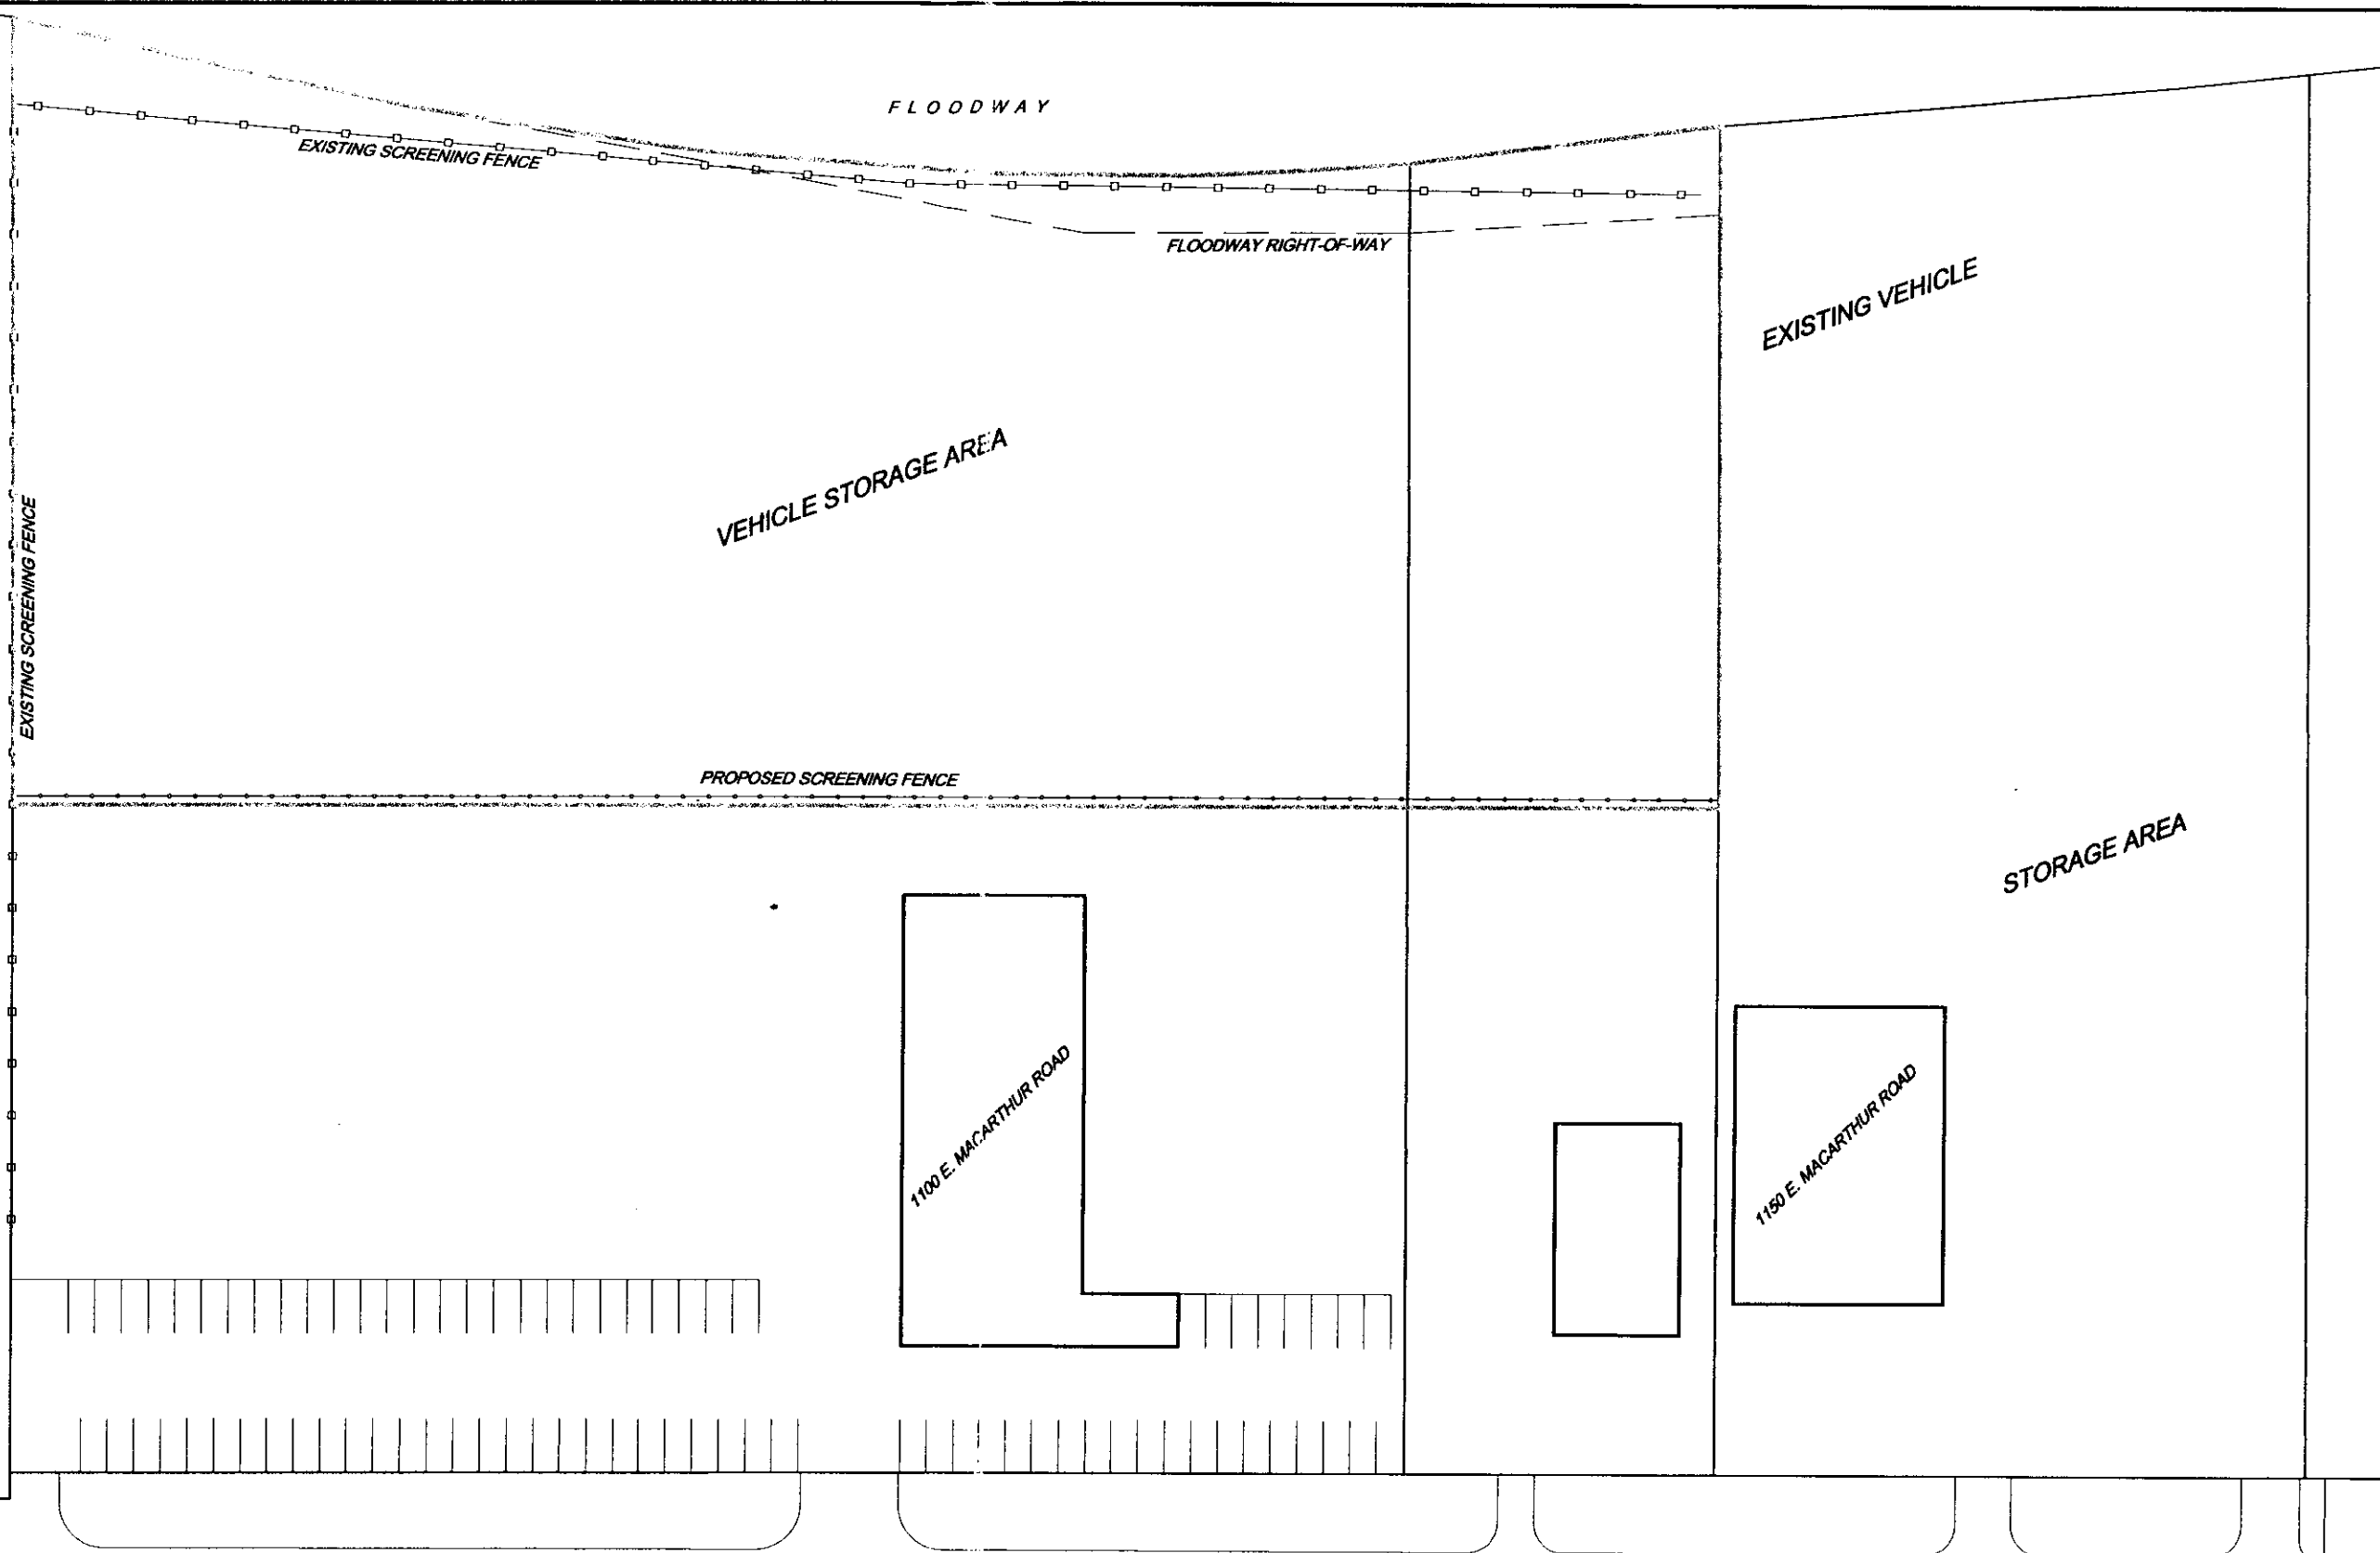 FLOODWAY
EXISTING SCREENING FENCE
FLOODWAY RIGHT-OF-WAY
EXISTING VEHICLE
VEHICLE STORAGE AREA
EXISTING SCREENING FENCE
PROPOSED SCREENING FENCE
STORAGE AREA
1100 E. MACARTHUR ROAD
1150 E. MACARTHUR ROAD